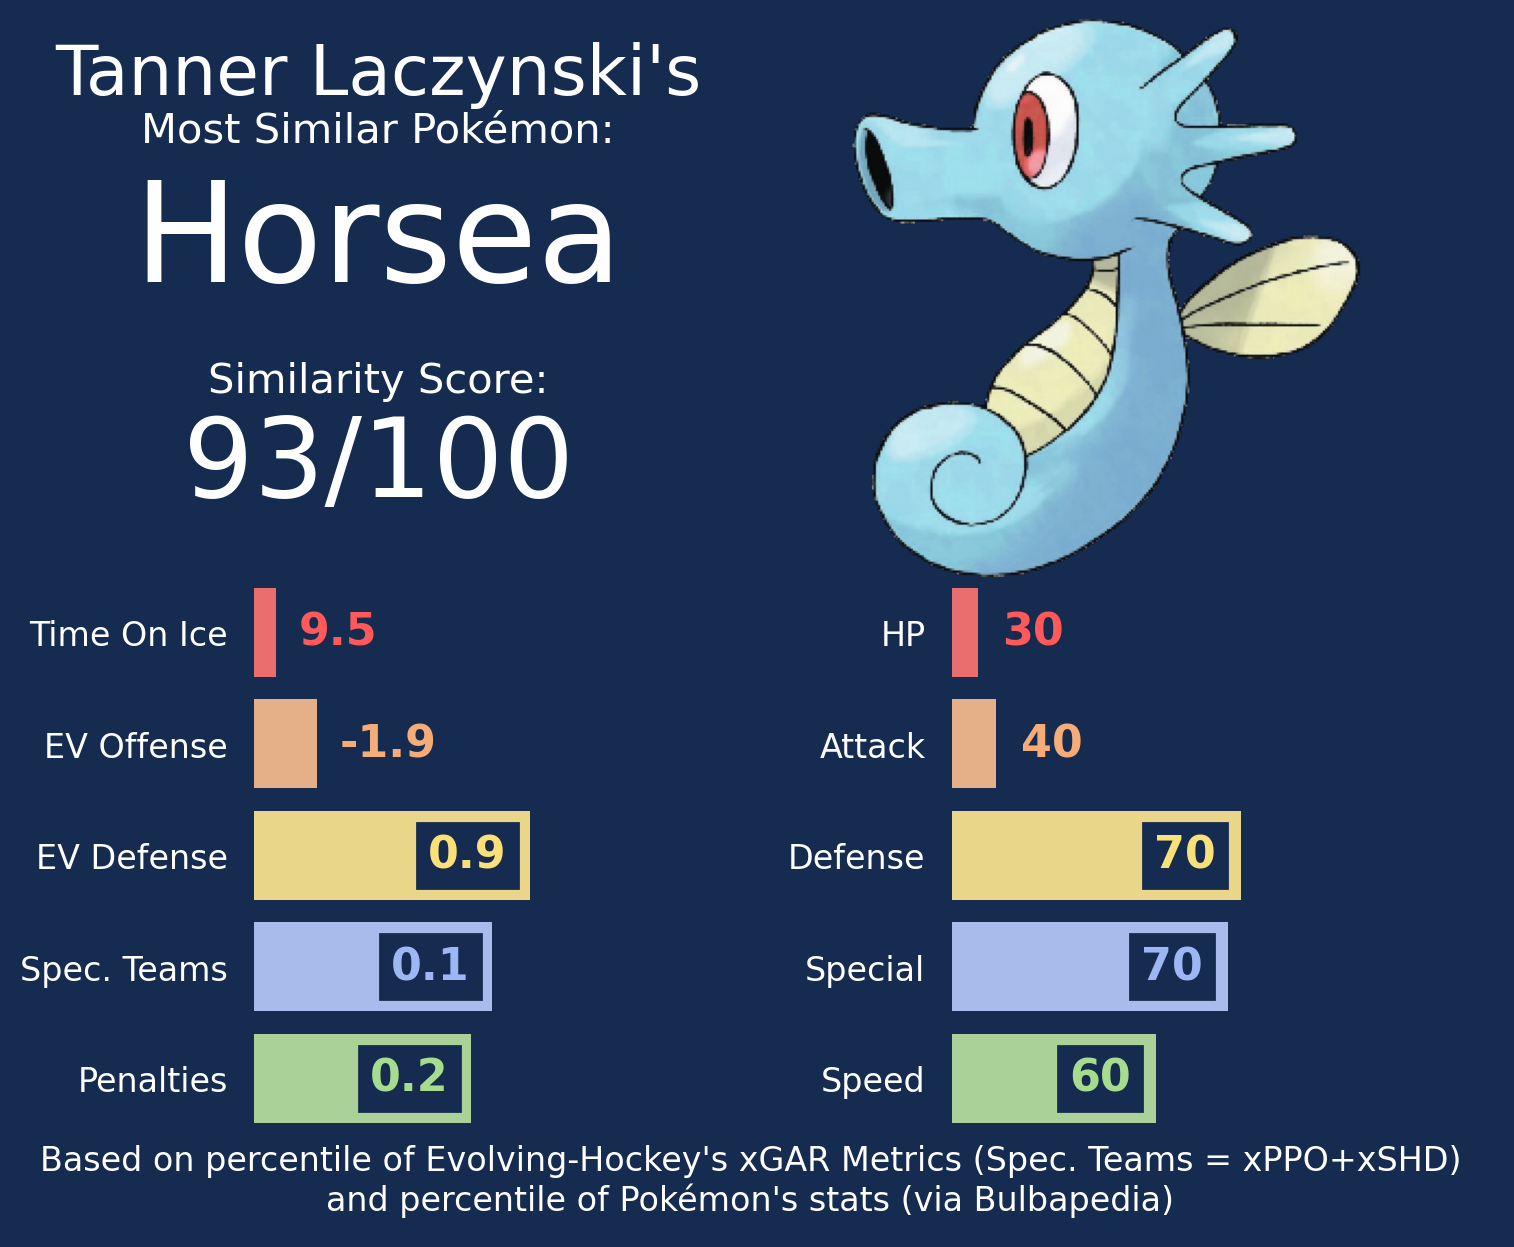 Tanner Laczynski's
Most Similar Pokémon:
Horsea
Similarity Score:
93/100
Time On Ice 9.5
EV Offense -1.9
EV Defense 0.9
Spec. Teams 0.1
Penalties 0.2
HP 30
Attack 40
Defense 70
Special 70
Speed 60
Based on percentile of Evolving-Hockey's xGAR Metrics (Spec. Teams = xPPO+xSHD)
and percentile of Pokémon's stats (via Bulbapedia)